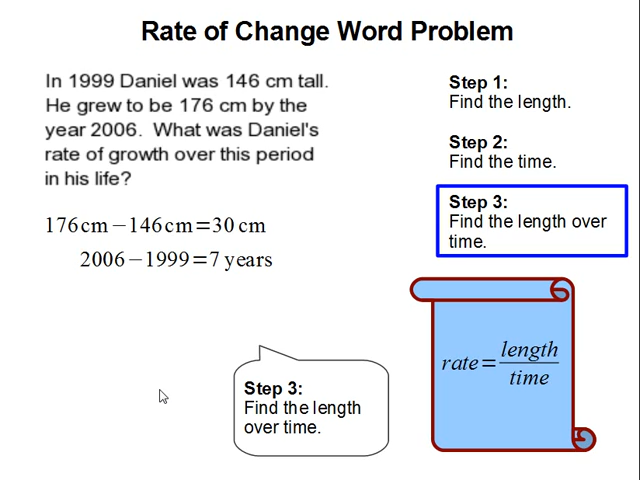 Rate of Change Word Problem
In 1999 Daniel was 146 cm tall.
He grew to be 176 cm by the
year 2006.  What was Daniel's
rate of growth over this period
in his life?
176 cm − 146 cm = 30 cm
2006 − 1999 = 7 years
Step 1:
Find the length.
Step 2:
Find the time.
Step 3:
Find the length over
time.
rate = length / time
Step 3:
Find the length
over time.